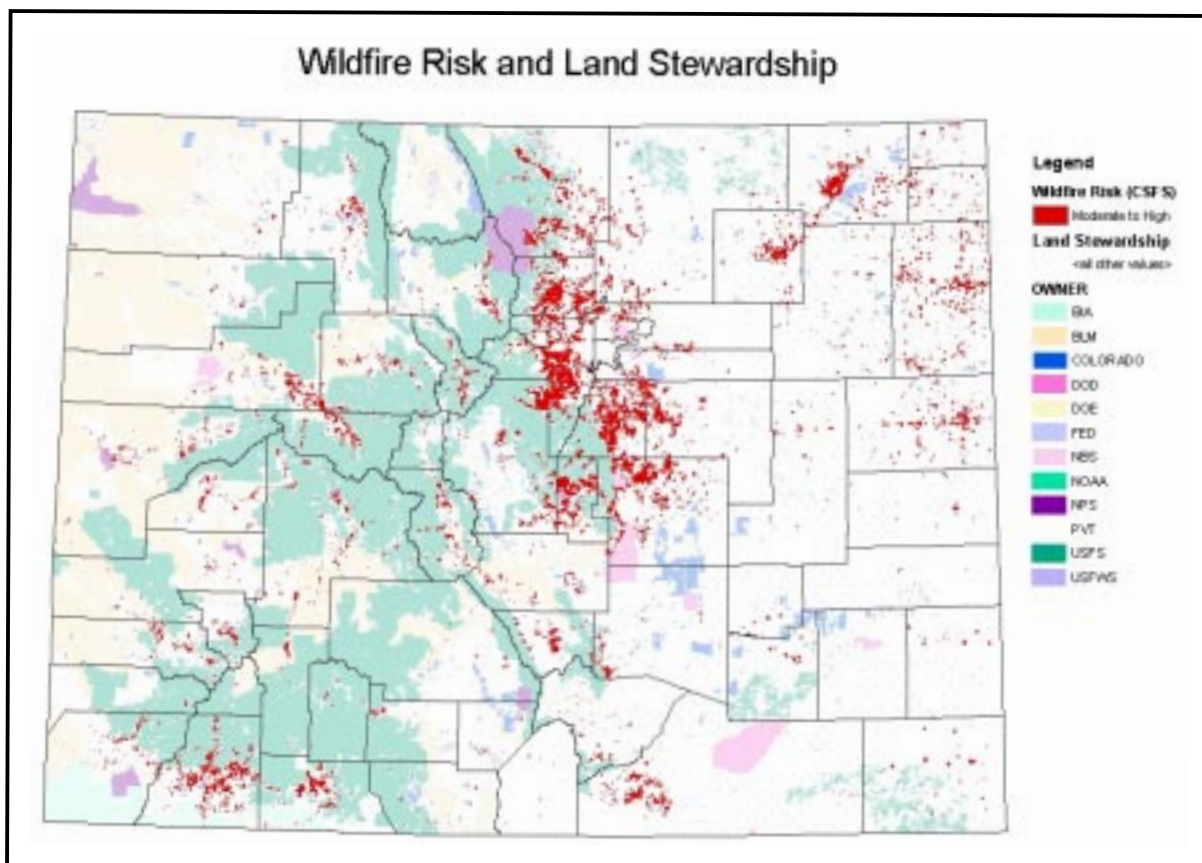 Wildfire Risk and Land Stewardship
Legend
Wildfire Risk (CSFS)
Moderate to High
Land Stewardship
<all other values>
OWNER
BIA
BLM
COLORADO
DOD
DOE
FED
NBS
NOAA
NPS
PVT
USFS
USFWS